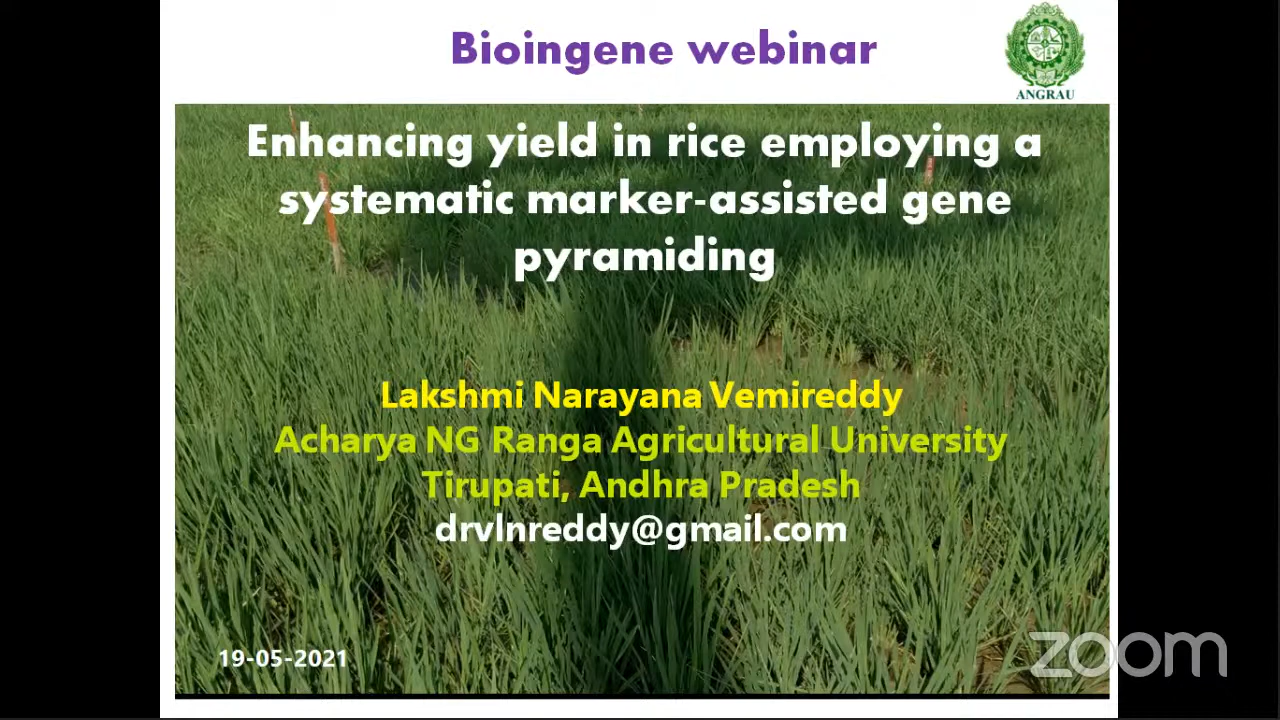 Bioingene webinar
ANGRAU
Enhancing yield in rice employing a
systematic marker-assisted gene
pyramiding
Lakshmi Narayana Vemireddy
Acharya NG Ranga Agricultural University
Tirupati, Andhra Pradesh
drvlnreddy@gmail.com
19-05-2021
zoom